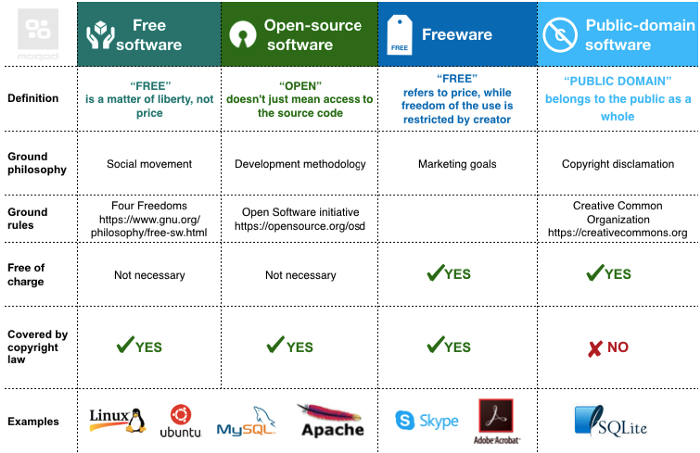 Free
software
Open-source
software
FREE
Freeware
Public-domain
software
Definition
“FREE”
is a matter of liberty, not
price
“OPEN”
doesn't just mean access to
the source code
“FREE”
refers to price, while
freedom of the use is
restricted by creator
“PUBLIC DOMAIN”
belongs to the public as a
whole
Ground
philosophy
Social movement
Development methodology
Marketing goals
Copyright disclamation
Ground
rules
Four Freedoms
https://www.gnu.org/
philosophy/free-sw.html
Open Software initiative
https://opensource.org/osd
Creative Common
Organization
https://creativecommons.org
Free of
charge
Not necessary
Not necessary
YES
YES
Covered by
copyright
law
YES
YES
YES
NO
Examples
Linux
ubuntu
MySQL
Apache
Skype
Adobe Acrobat
SQLite